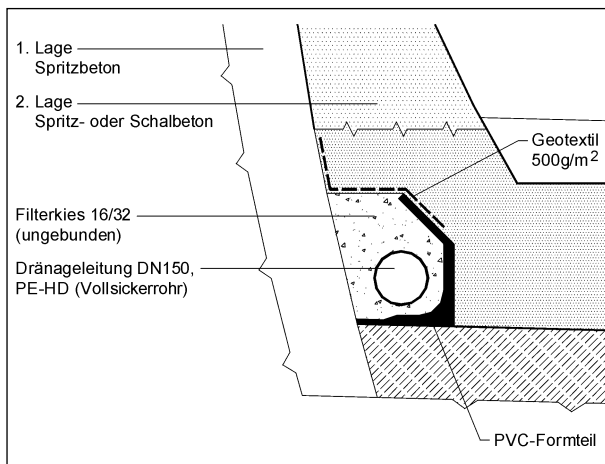 1. Lage
Spritzbeton
2. Lage
Spritz- oder Schalbeton
Geotextil
500g/m²
Filterkies 16/32
(ungebunden)
Dränageleitung DN150,
PE-HD (Vollsickerrohr)
PVC-Formteil